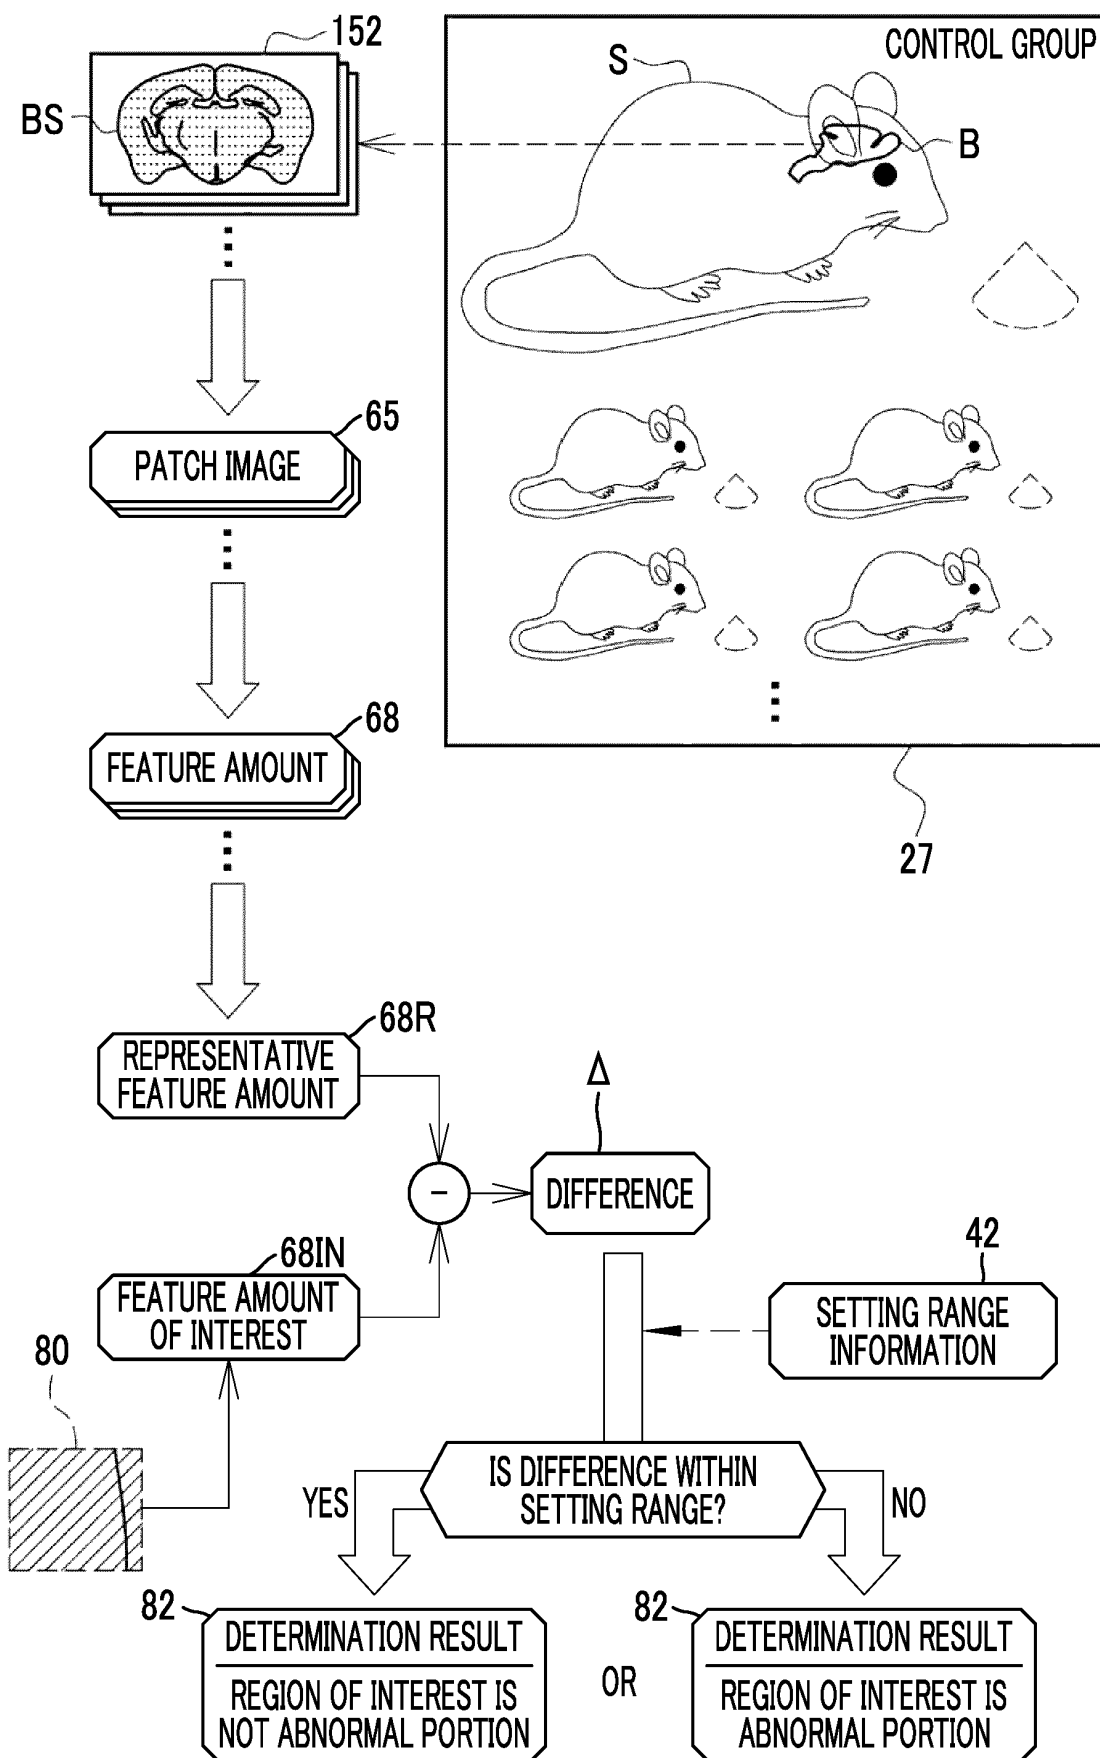 152
CONTROL GROUP
S
BS
B
65
PATCH IMAGE
68
FEATURE AMOUNT
27
68R
REPRESENTATIVE
FEATURE AMOUNT
Δ
−
DIFFERENCE
68IN
FEATURE AMOUNT
OF INTEREST
42
SETTING RANGE
INFORMATION
80
IS DIFFERENCE WITHIN
SETTING RANGE?
YES
NO
82
DETERMINATION RESULT
REGION OF INTEREST IS
NOT ABNORMAL PORTION
OR
82
DETERMINATION RESULT
REGION OF INTEREST IS
ABNORMAL PORTION